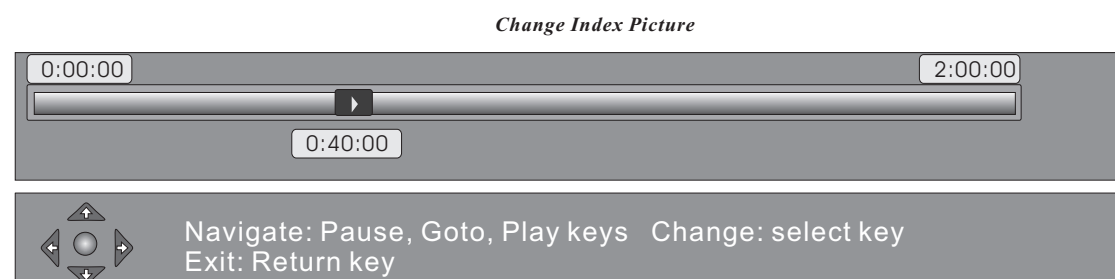 Change Index Picture
0:00:00 2:00:00
0:40:00
Navigate: Pause, Goto, Play keys Change: select key
Exit: Return key